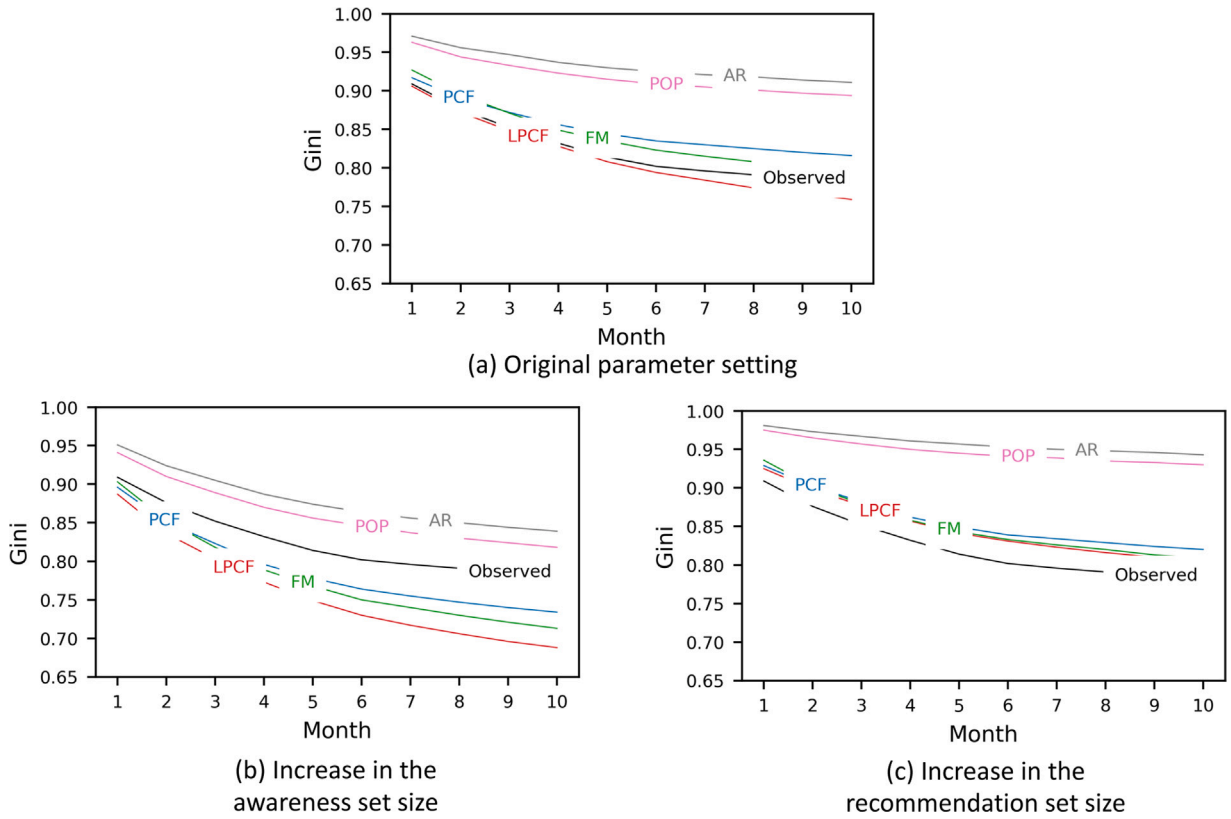 1.00
0.95
0.90
0.85
0.80
0.75
0.70
0.65
Gini
AR
POP
PCF
LPCF
FM
Observed
1 2 3 4 5 6 7 8 9 10
Month
(a) Original parameter setting
1.00
0.95
0.90
0.85
0.80
0.75
0.70
0.65
Gini
AR
POP
PCF
LPCF
FM
Observed
1 2 3 4 5 6 7 8 9 10
Month
(b) Increase in the
awareness set size
1.00
0.95
0.90
0.85
0.80
0.75
0.70
0.65
Gini
AR
POP
PCF
LPCF
FM
Observed
1 2 3 4 5 6 7 8 9 10
Month
(c) Increase in the
recommendation set size